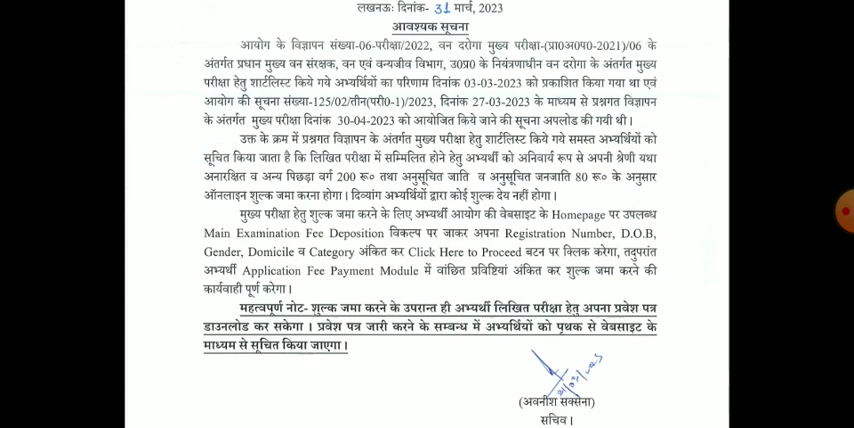 लखनऊः दिनांक- 31 मार्च, 2023
आवश्यक सूचना
आयोग के विज्ञापन संख्या-06-परीक्षा/2022, वन दरोगा मुख्य परीक्षा-(प्रा0अ0प0-2021)/06 के
अंतर्गत प्रधान मुख्य वन संरक्षक, वन एवं वन्यजीव विभाग, उ0प्र0 के नियंत्रणाधीन वन दरोगा के अंतर्गत मुख्य
परीक्षा हेतु शार्टलिस्ट किये गये अभ्यर्थियों का परिणाम दिनांक 03-03-2023 को प्रकाशित किया गया था एवं
आयोग की सूचना संख्या-125/02/तीन(परी0-1)/2023, दिनांक 27-03-2023 के माध्यम से प्रश्नगत विज्ञापन
के अंतर्गत मुख्य परीक्षा दिनांक 30-04-2023 को आयोजित किये जाने की सूचना अपलोड की गयी थी।
उक्त के क्रम में प्रश्नगत विज्ञापन के अंतर्गत मुख्य परीक्षा हेतु शार्टलिस्ट किये गये समस्त अभ्यर्थियों को
सूचित किया जाता है कि लिखित परीक्षा में सम्मिलित होने हेतु अभ्यर्थी को अनिवार्य रूप से अपनी श्रेणी यथा
अनारक्षित व अन्य पिछड़ा वर्ग 200 रू० तथा अनुसूचित जाति व अनुसूचित जनजाति 80 रू० के अनुसार
ऑनलाइन शुल्क जमा करना होगा। दिव्यांग अभ्यर्थियों द्वारा कोई शुल्क देय नहीं होगा।
मुख्य परीक्षा हेतु शुल्क जमा करने के लिए अभ्यर्थी आयोग की वेबसाइट के Homepage पर उपलब्ध
Main Examination Fee Deposition विकल्प पर जाकर अपना Registration Number, D.O.B,
Gender, Domicile व Category अंकित कर Click Here to Proceed बटन पर क्लिक करेगा, तदुपरांत
अभ्यर्थी Application Fee Payment Module में वांछित प्रविष्टियां अंकित कर शुल्क जमा करने की
कार्यवाही पूर्ण करेगा।
महत्वपूर्ण नोट- शुल्क जमा करने के उपरान्त ही अभ्यर्थी लिखित परीक्षा हेतु अपना प्रवेश पत्र
डाउनलोड कर सकेगा। प्रवेश पत्र जारी करने के सम्बन्ध में अभ्यर्थियों को पृथक से वेबसाइट के
माध्यम से सूचित किया जाएगा।
(अवनीश सक्सेना)
सचिव।